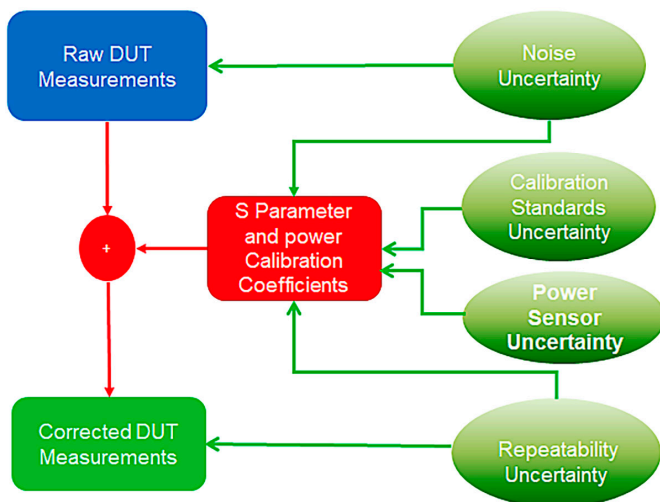 Raw DUT
Measurements
Noise
Uncertainty
Calibration
Standards
Uncertainty
S Parameter
and power
Calibration
Coefficients
+
Power
Sensor
Uncertainty
Corrected DUT
Measurements
Repeatability
Uncertainty